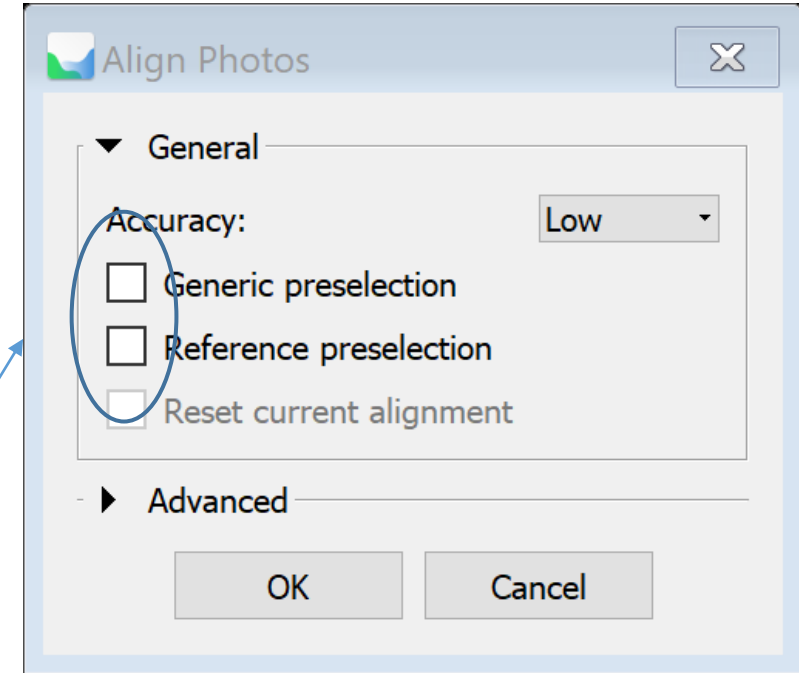 Align Photos
General
Accuracy: Low
Generic preselection
Reference preselection
Reset current alignment
Advanced
OK Cancel